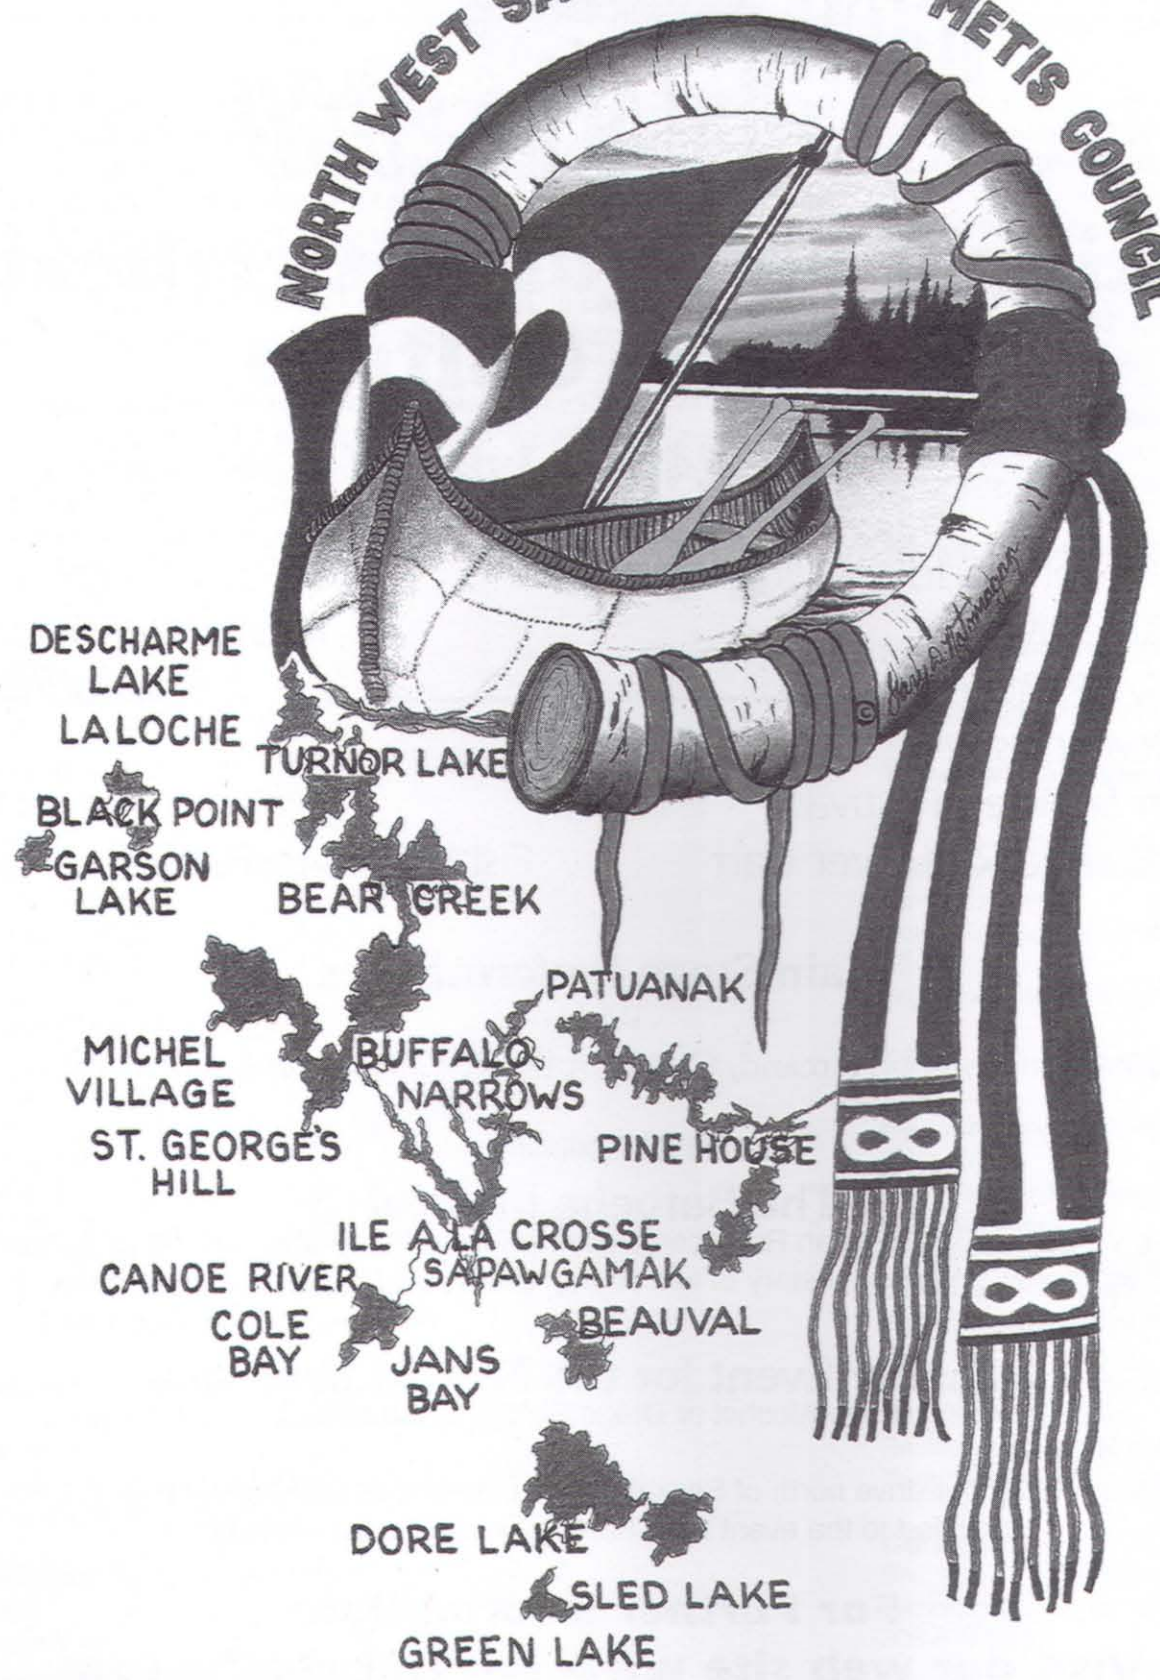 NORTH WEST METIS COUNCIL
DESCHARME
LAKE
LA LOCHE
TURNOR LAKE
BLACK POINT
GARSON
LAKE
BEAR CREEK
PATUANAK
MICHEL
VILLAGE
BUFFALO
NARROWS
ST. GEORGE'S
HILL
PINE HOUSE
ILE A LA CROSSE
SAPAWGAMAK
CANOE RIVER
COLE
BAY
BEAUVAL
JANS
BAY
DORE LAKE
SLED LAKE
GREEN LAKE
©